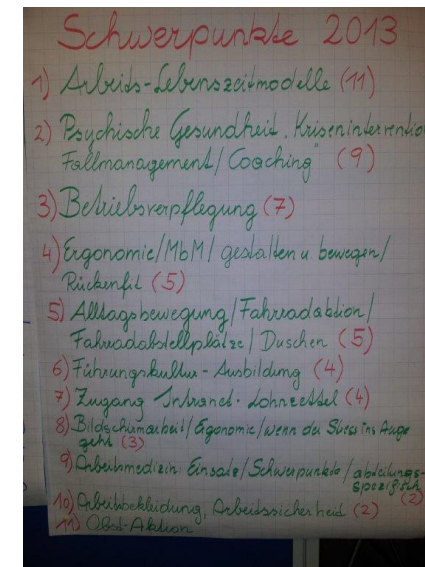 Schwerpunkte 2013
1) Arbeits-Lebenszeitmodelle (11)
2) Psychische Gesundheit „Kriseninterventio
Fallmanagement/Coaching" (9)
3) Betriebsverpflegung (7)
4) Ergonomie/MbM/gestalten u. bewegen/
Rückenfit (5)
5) Alltagsbewegung/Fahrradaktion/
Fahrradabstellplätze/Duschen (5)
6) Führungskultur-Ausbildung (4)
7) Zugang Intranet-Lohnzettel (4)
8) Bildschirmarbeit/Ergonomie/wenn der Stress ins Auge
geht (3)
9) Arbeitsmedizin: Einsatz/Schwerpunkte/abteilungs-
spezifisch (2)
10) Arbeitsbekleidung, Arbeitssicherheit (2)
11) Obst-Aktion